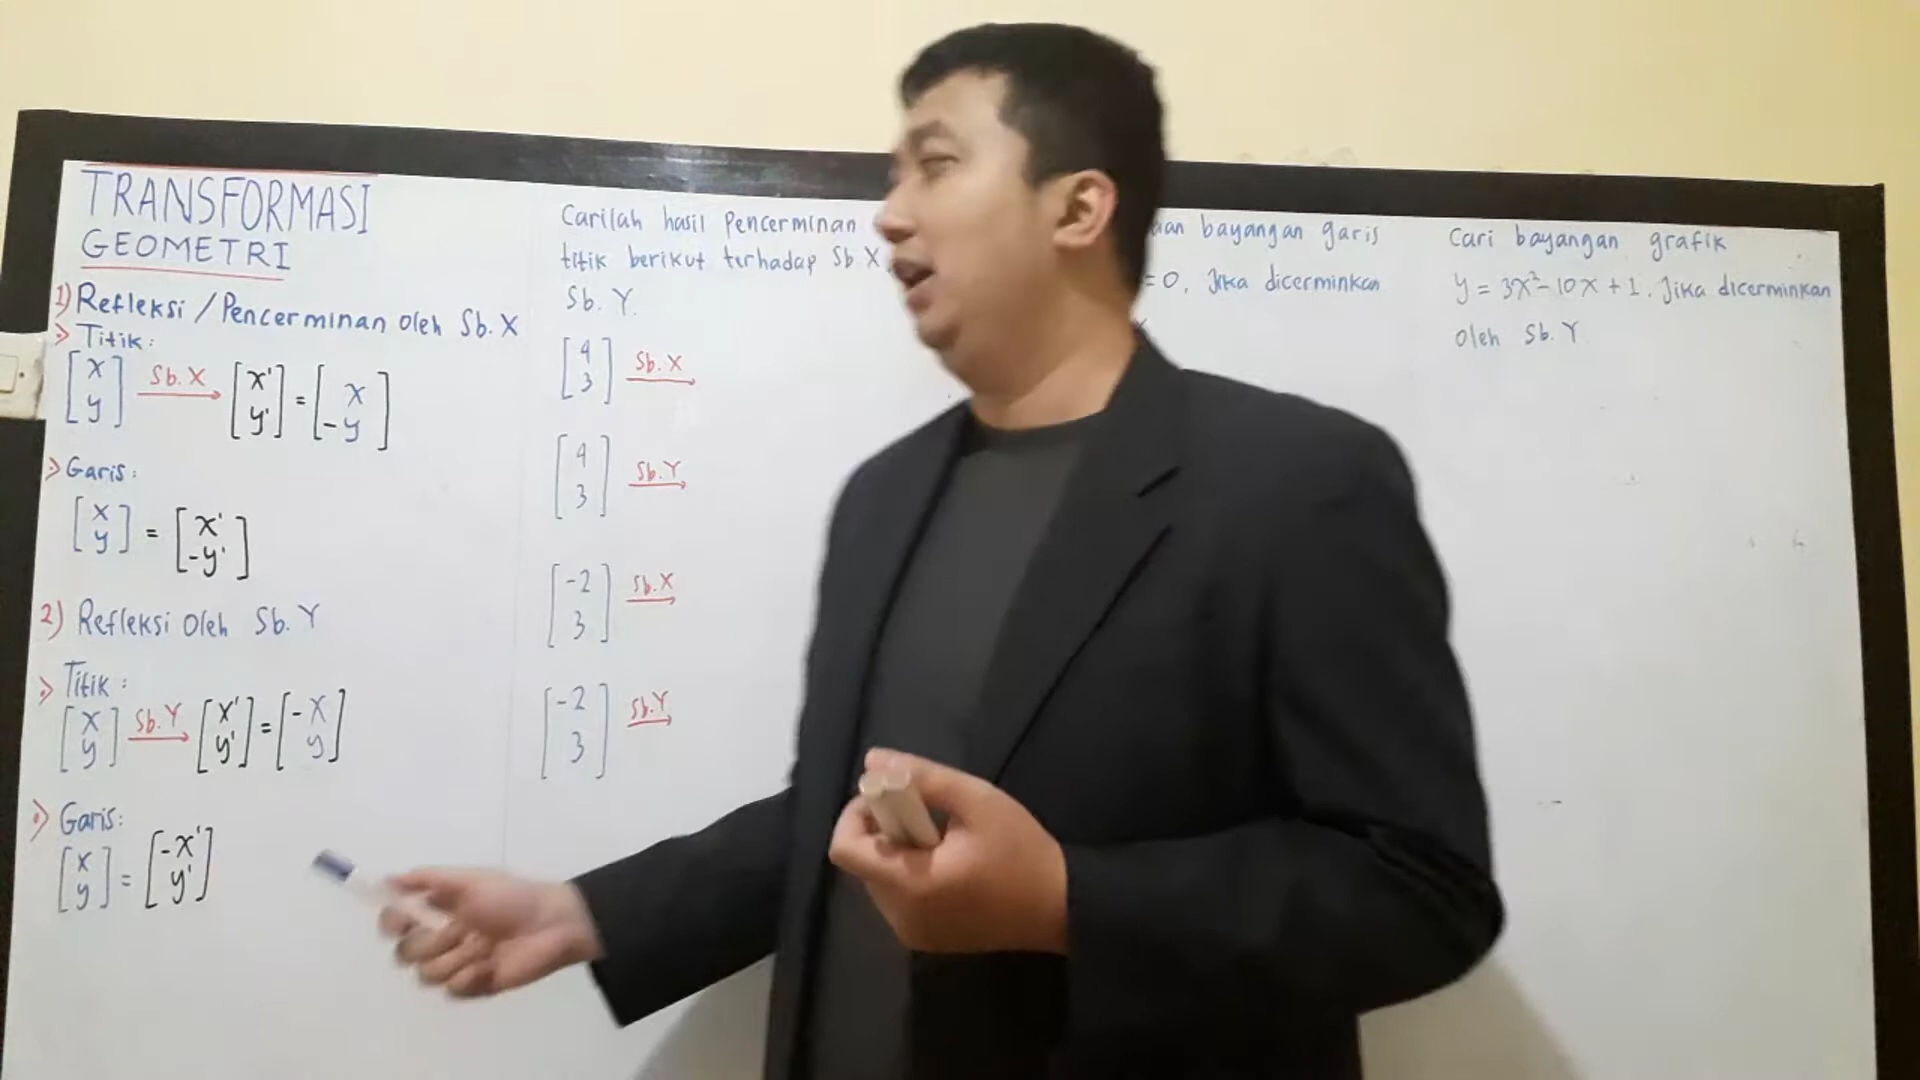 TRANSFORMASI
GEOMETRI
1) Refleksi / Pencerminan oleh Sb. X
Titik:
[x y] Sb. X → [x' y'] = [x -y]
Garis:
[x y] = [x' -y']
2) Refleksi oleh Sb. Y
Titik:
[x y] Sb. Y → [x' y'] = [-x y]
Garis:
[x y] = [-x' y']
Carilah hasil Pencerminan
titik berikut terhadap Sb X
Sb. Y.
[4 3] Sb. X →
[4 3] Sb. Y →
[-2 3] Sb. X →
[-2 3] Sb. Y →
bayangan garis
=0, Jika dicerminkan
Cari bayangan grafik
y = 3x²-10x+1. Jika dicerminkan
oleh Sb. Y